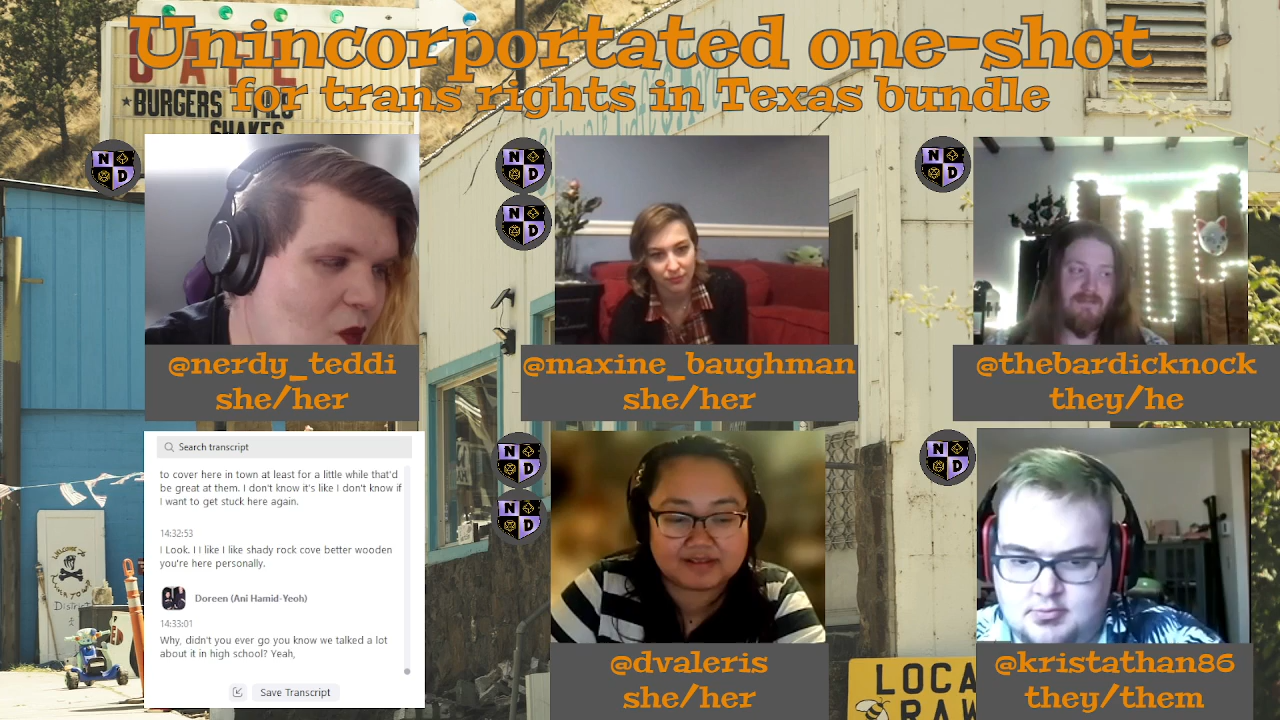 Unincorportated one-shot
for trans rights in Texas bundle
CAFE
★BURGERS PIES
SHAKES
N
D
N
D
N
D
N
D
@nerdy_teddi
she/her
@maxine_baughman
she/her
@thebardicknock
they/he
Search transcript
to cover here in town at least for a little while that'd
be great at them. I don't know it's like I don't know if
I want to get stuck here again.
14:32:53
I Look. I I like I like shady rock cove better wooden
you're here personally.
Doreen (Ani Hamid-Yeoh)
14:33:01
Why, didn't you ever go you know we talked a lot
about it in high school? Yeah,
Save Transcript
N
D
N
D
N
D
@dvaleris
she/her
@kristathan86
they/them
WELCOME
District
LOCA
RAW